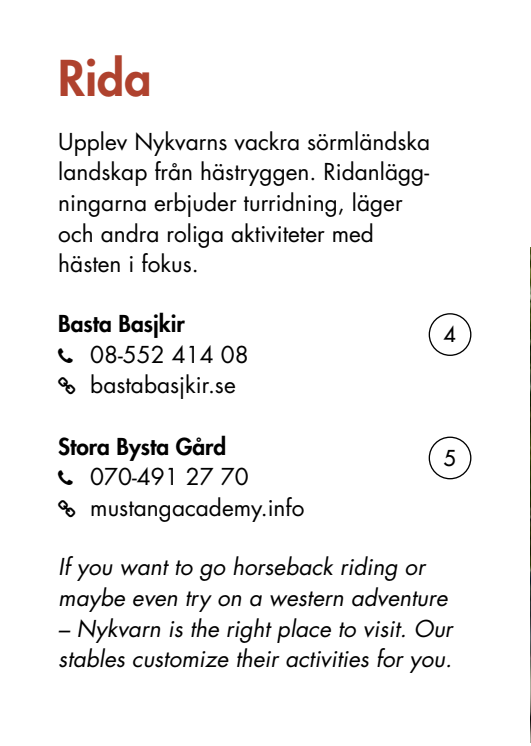 Rida
Upplev Nykvarns vackra sörmländska
landskap från hästryggen. Ridanlägg-
ningarna erbjuder turridning, läger
och andra roliga aktiviteter med
hästen i fokus.
Basta Basjkir
4
08-552 414 08
bastabasjkir.se
Stora Bysta Gård
5
070-491 27 70
mustangacademy.info
If you want to go horseback riding or
maybe even try on a western adventure
– Nykvarn is the right place to visit. Our
stables customize their activities for you.